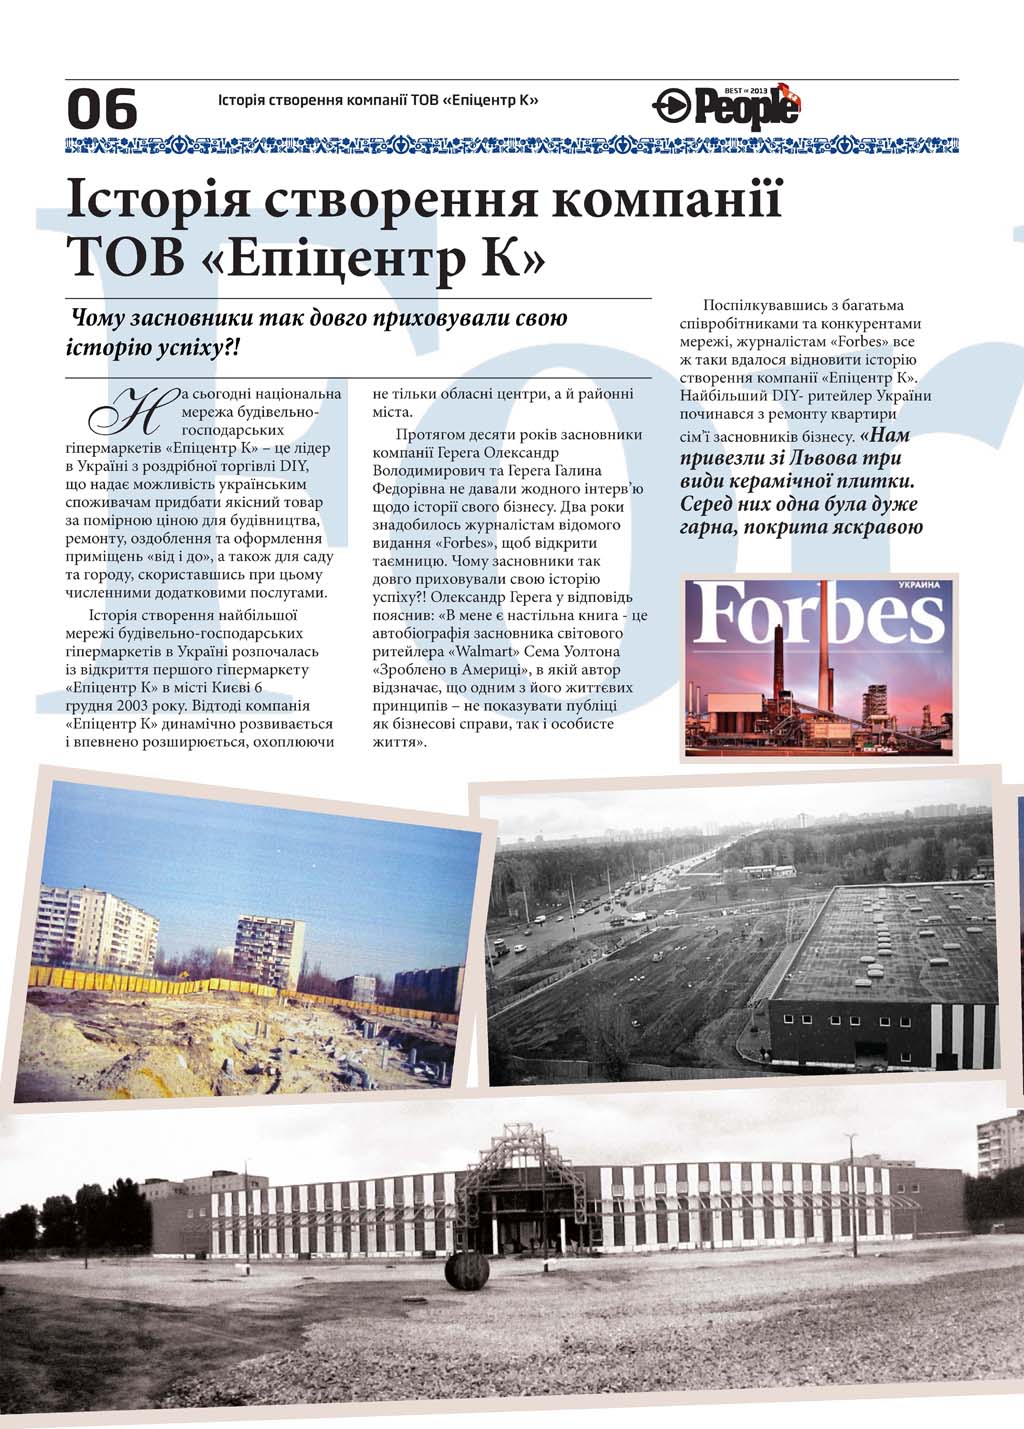 06
Історія створення компанії ТОВ «Епіцентр К»
BEST of 2013
People
Історія створення компанії
ТОВ «Епіцентр К»
Чому засновники так довго приховували свою
історію успіху?!
На сьогодні національна
мережа будівельно-
господарських
гіпермаркетів «Епіцентр К» – це лідер
в Україні з роздрібної торгівлі DIY,
що надає можливість українським
споживачам придбати якісний товар
за помірною ціною для будівництва,
ремонту, оздоблення та оформлення
приміщень «від і до», а також для саду
та городу, скориставшись при цьому
численними додатковими послугами.
Історія створення найбільшої
мережі будівельно-господарських
гіпермаркетів в Україні розпочалась
із відкриття першого гіпермаркету
«Епіцентр К» в місті Києві 6
грудня 2003 року. Відтоді компанія
«Епіцентр К» динамічно розвивається
і впевнено розширюється, охоплюючи
не тільки обласні центри, а й районні
міста.
Протягом десяти років засновники
компанії Герега Олександр
Володимирович та Герега Галина
Федорівна не давали жодного інтерв'ю
щодо історії свого бізнесу. Два роки
знадобилось журналістам відомого
видання «Forbes», щоб відкрити
таємницю. Чому засновники так
довго приховували свою історію
успіху?! Олександр Герега у відповідь
пояснив: «В мене є настільна книга - це
автобіографія засновника світового
ритейлера «Walmart» Сема Уолтона
«Зроблено в Америці», в якій автор
відзначає, що одним з його життєвих
принципів – не показувати публіці
як бізнесові справи, так і особисте
життя».
Поспілкувавшись з багатьма
співробітниками та конкурентами
мережі, журналістам «Forbes» все
ж таки вдалося відновити історію
створення компанії «Епіцентр К».
Найбільший DIY- ритейлер України
починався з ремонту квартири
сім'ї засновників бізнесу. «Нам
привезли зі Львова три
види керамічної плитки.
Серед них одна була дуже
гарна, покрита яскравою
УКРАИНА
Forbes
For